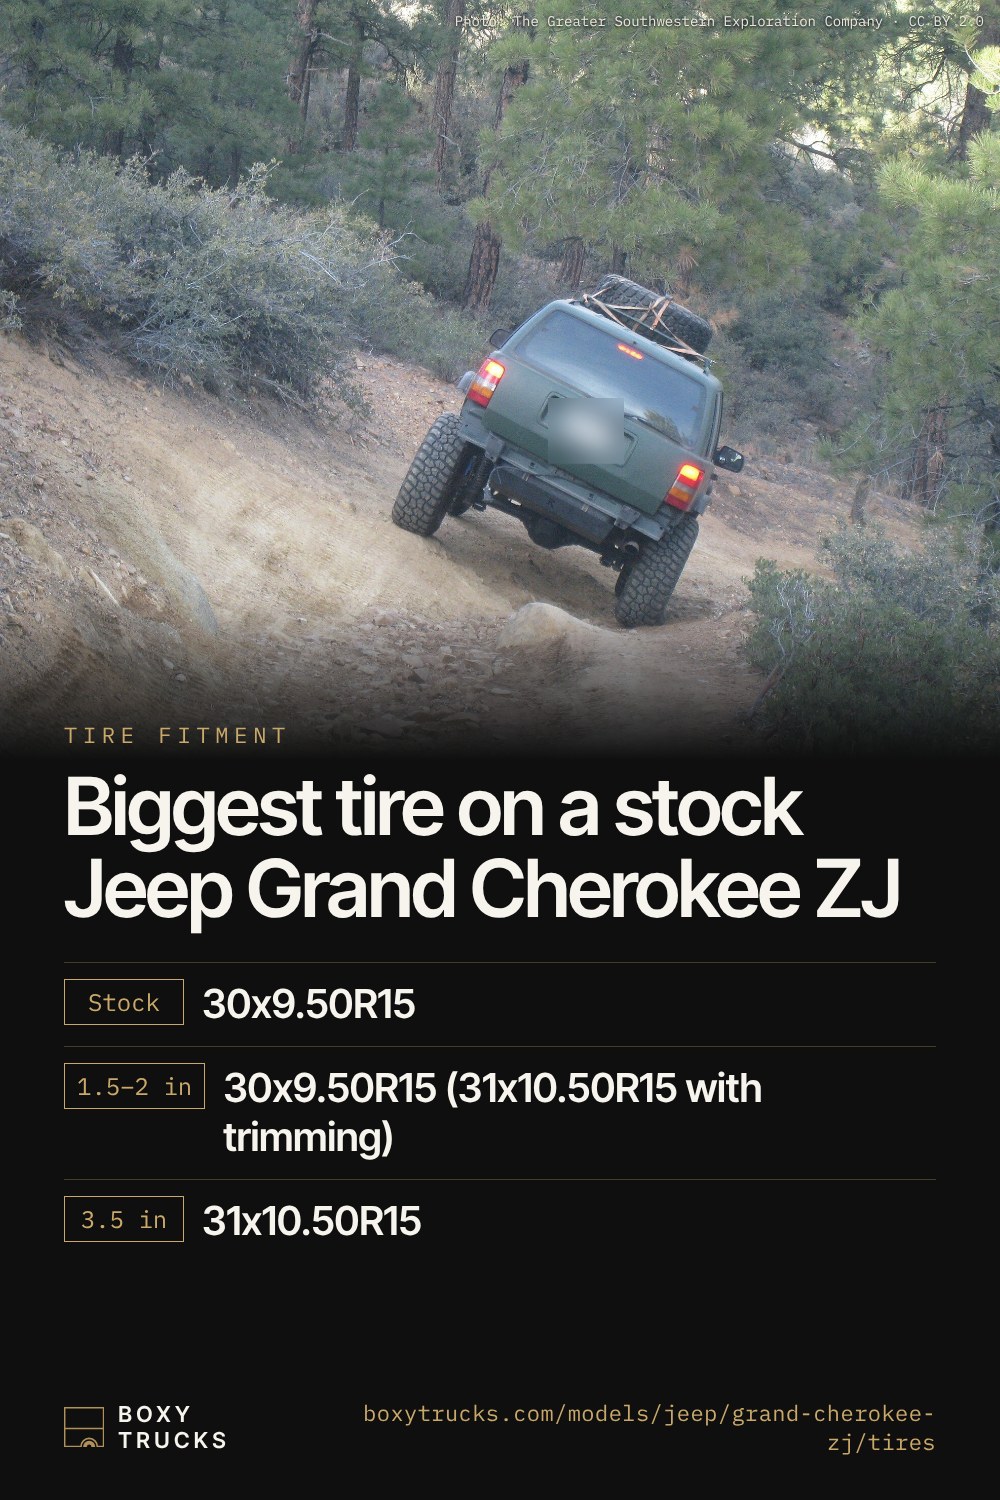 Photo: The Greater Southwestern Exploration Company · CC BY 2.0
TIRE FITMENT
Biggest tire on a stock
Jeep Grand Cherokee ZJ
Stock
30x9.50R15
1.5–2 in
30x9.50R15 (31x10.50R15 with
trimming)
3.5 in
31x10.50R15
BOXY
TRUCKS
boxytrucks.com/models/jeep/grand-cherokee-
zj/tires